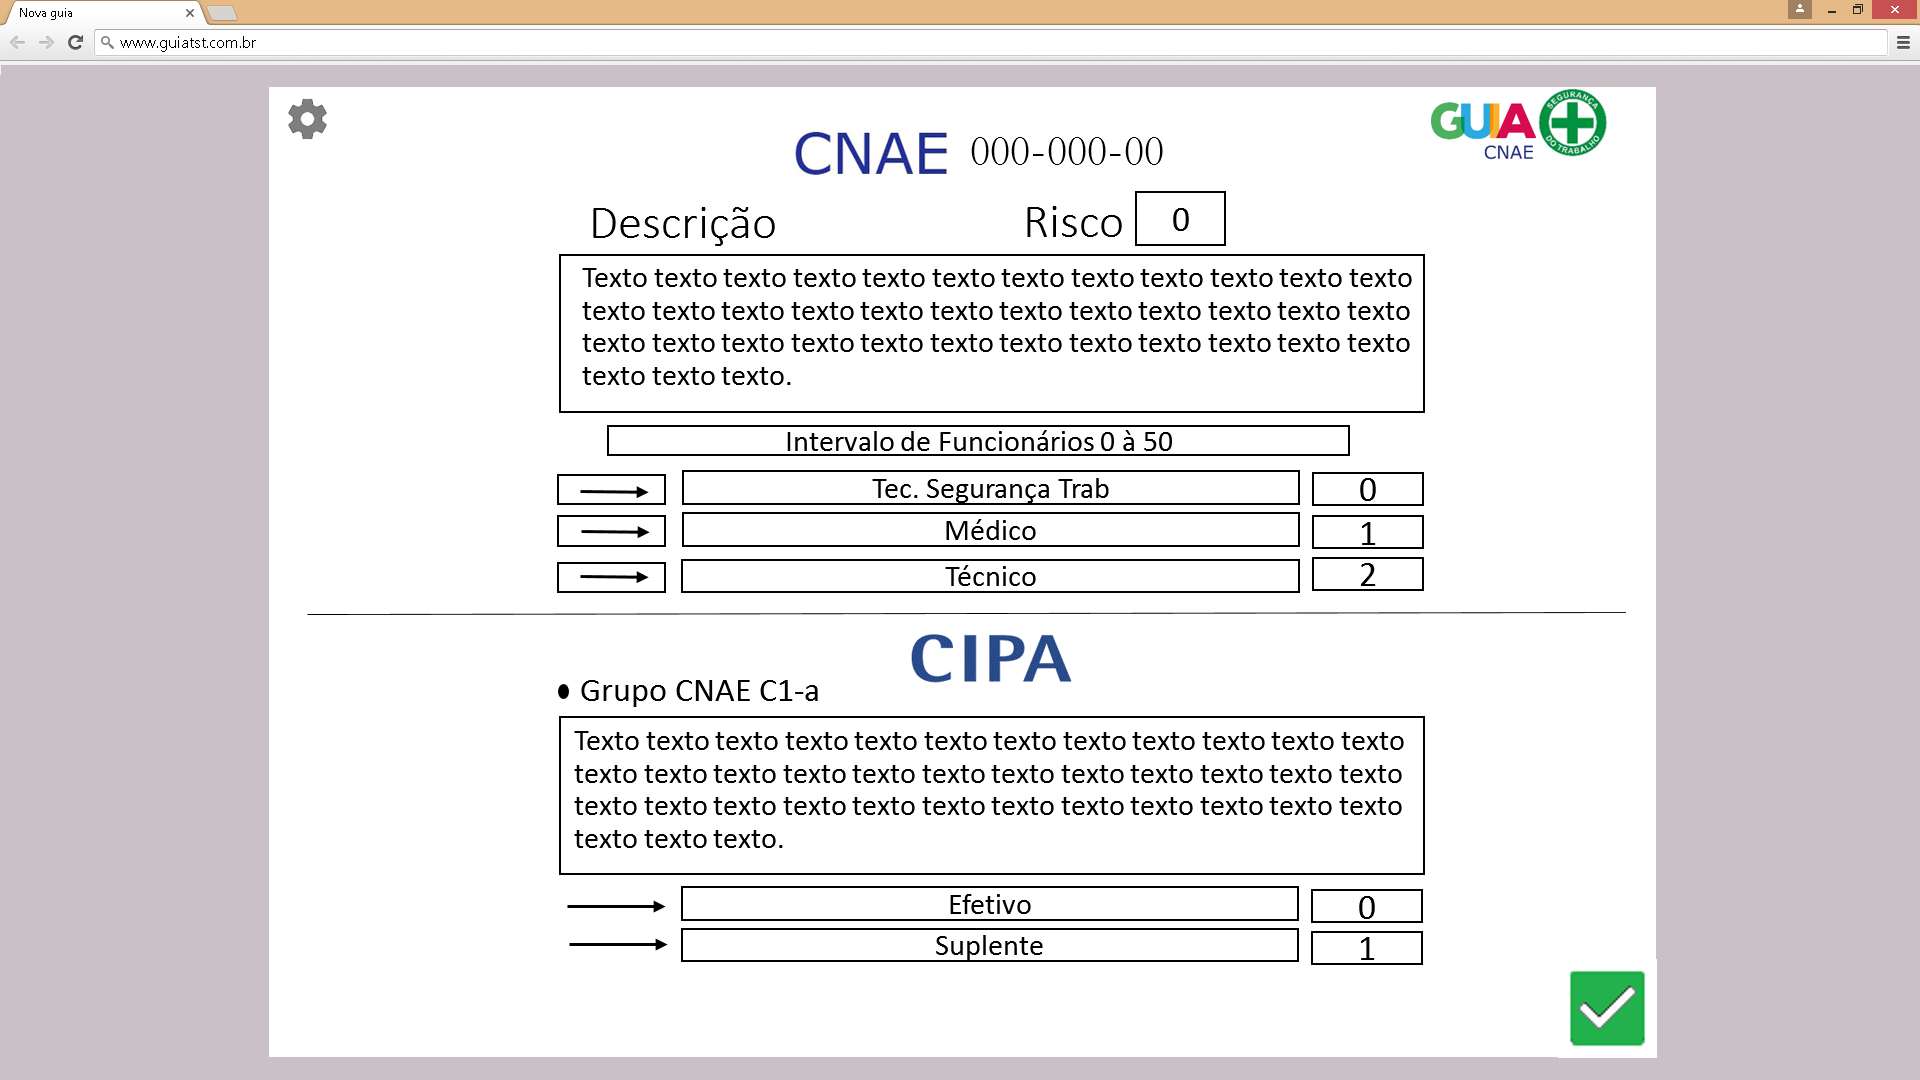 Nova guia
www.guiatst.com.br
GUIA
CNAE
SEGURANÇA
DO TRABALHO
CNAE 000-000-00
Descrição
Risco 0
Texto texto texto texto texto texto texto texto texto texto texto texto
texto texto texto texto texto texto texto texto texto texto texto texto
texto texto texto texto texto texto texto texto texto texto texto texto
texto texto texto.
Intervalo de Funcionários 0 à 50
Tec. Segurança Trab 0
Médico 1
Técnico 2
CIPA
• Grupo CNAE C1-a
Texto texto texto texto texto texto texto texto texto texto texto texto
texto texto texto texto texto texto texto texto texto texto texto texto
texto texto texto texto texto texto texto texto texto texto texto texto
texto texto texto.
Efetivo 0
Suplente 1